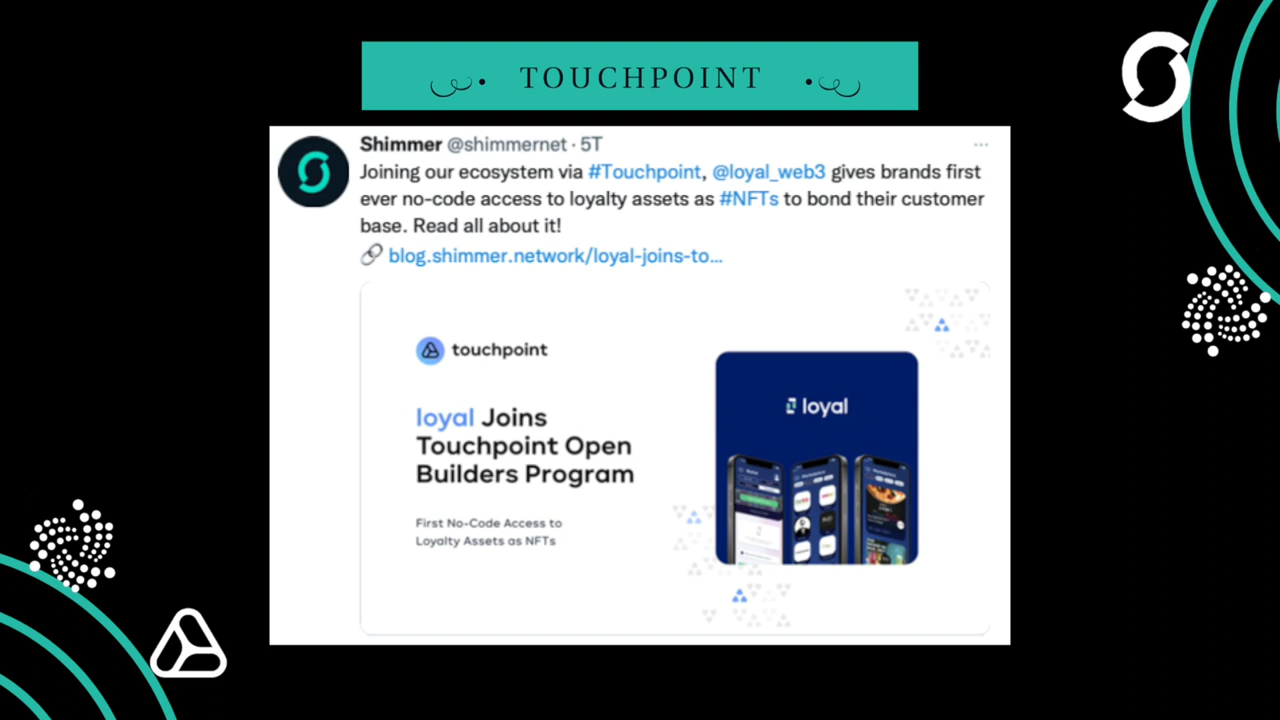 TOUCHPOINT
Shimmer @shimmernet · 5T
Joining our ecosystem via #Touchpoint, @loyal_web3 gives brands first
ever no-code access to loyalty assets as #NFTs to bond their customer
base. Read all about it!
blog.shimmer.network/loyal-joins-to...
touchpoint
loyal Joins
Touchpoint Open
Builders Program
First No-Code Access to
Loyalty Assets as NFTs
loyal